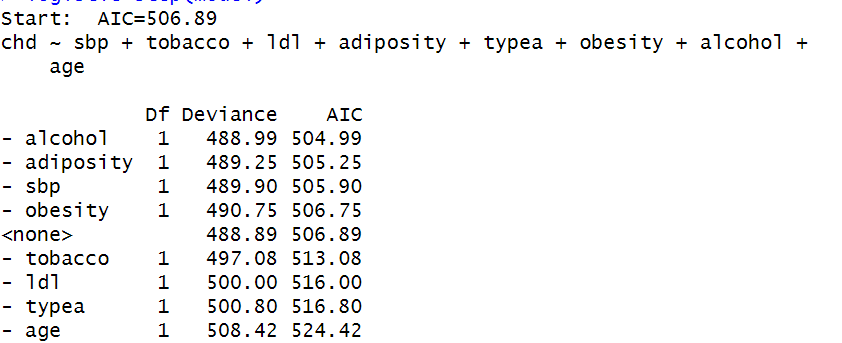 Start:  AIC=506.89
chd ~ sbp + tobacco + ldl + adiposity + typea + obesity + alcohol +
    age
            Df Deviance    AIC
- alcohol    1   488.99 504.99
- adiposity  1   489.25 505.25
- sbp        1   489.90 505.90
- obesity    1   490.75 506.75
<none>           488.89 506.89
- tobacco    1   497.08 513.08
- ldl        1   500.00 516.00
- typea      1   500.80 516.80
- age        1   508.42 524.42